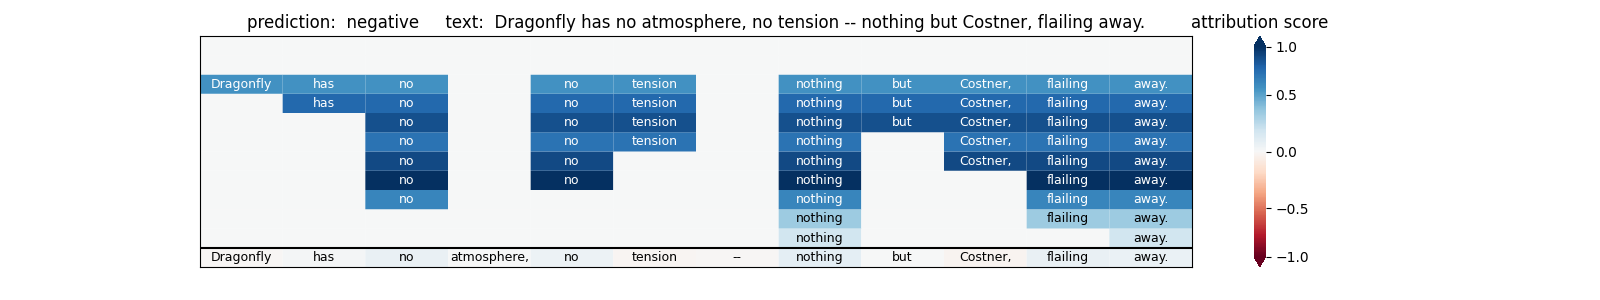 prediction:  negative     text:  Dragonfly has no atmosphere, no tension -- nothing but Costner, flailing away.     attribution score
Dragonfly has no no tension nothing but Costner, flailing away.
has no no tension nothing but Costner, flailing away.
no no tension nothing but Costner, flailing away.
no no tension nothing Costner, flailing away.
no no nothing Costner, flailing away.
no no nothing flailing away.
no nothing flailing away.
nothing flailing away.
nothing away.
Dragonfly has no atmosphere, no tension -- nothing but Costner, flailing away.
1.0
0.5
0.0
−0.5
−1.0